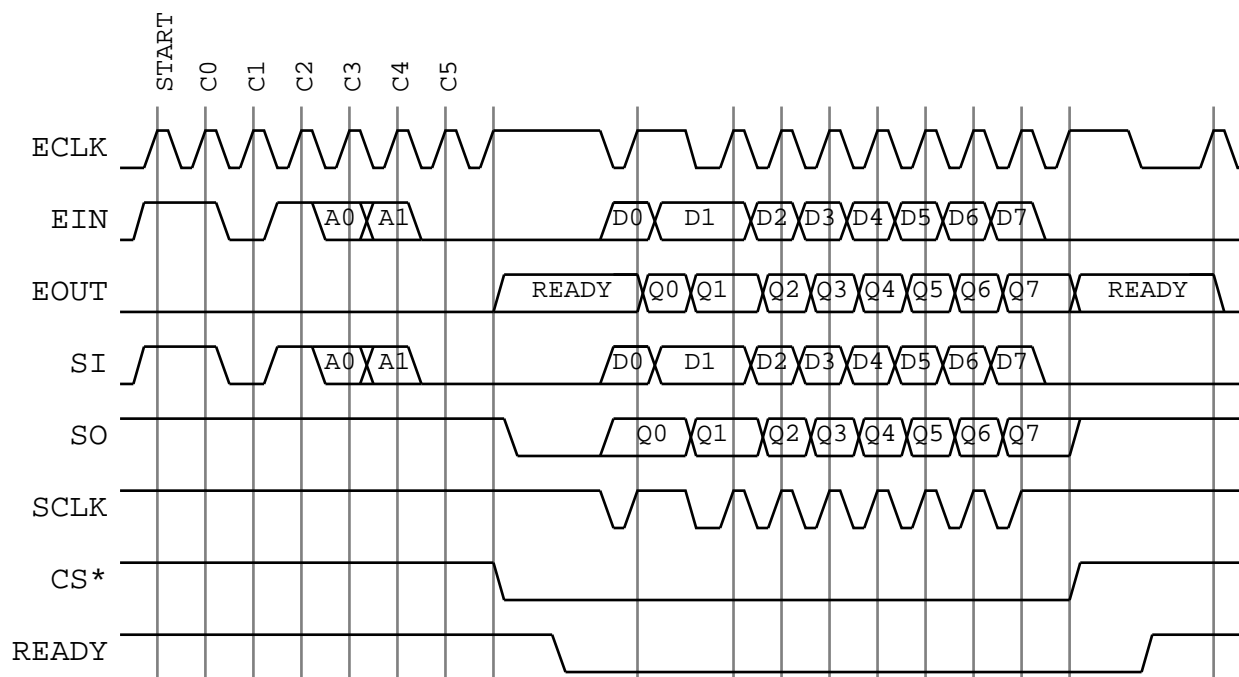 START C0 C1 C2 C3 C4 C5
ECLK
EIN A0 A1 D0 D1 D2 D3 D4 D5 D6 D7
EOUT READY Q0 Q1 Q2 Q3 Q4 Q5 Q6 Q7 READY
SI A0 A1 D0 D1 D2 D3 D4 D5 D6 D7
SO Q0 Q1 Q2 Q3 Q4 Q5 Q6 Q7
SCLK
CS*
READY